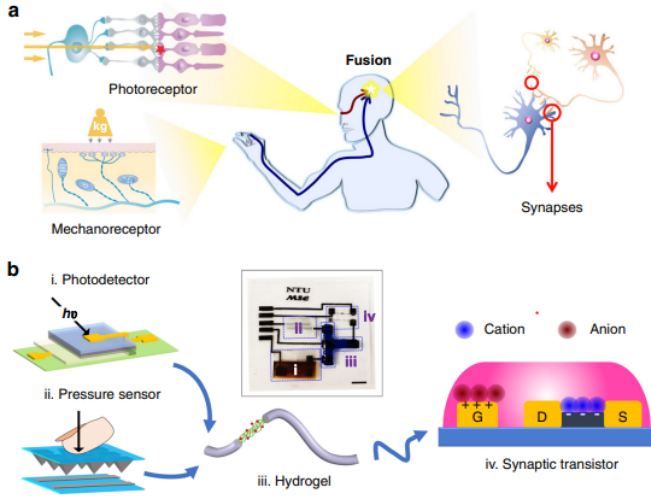 a
Photoreceptor
Fusion
kg
Mechanoreceptor
Synapses
b
i. Photodetector
hυ
ii. Pressure sensor
NTU
MSE
iv
ii
iii
i
iii. Hydrogel
Cation
Anion
+++
G
D
- - -
S
iv. Synaptic transistor